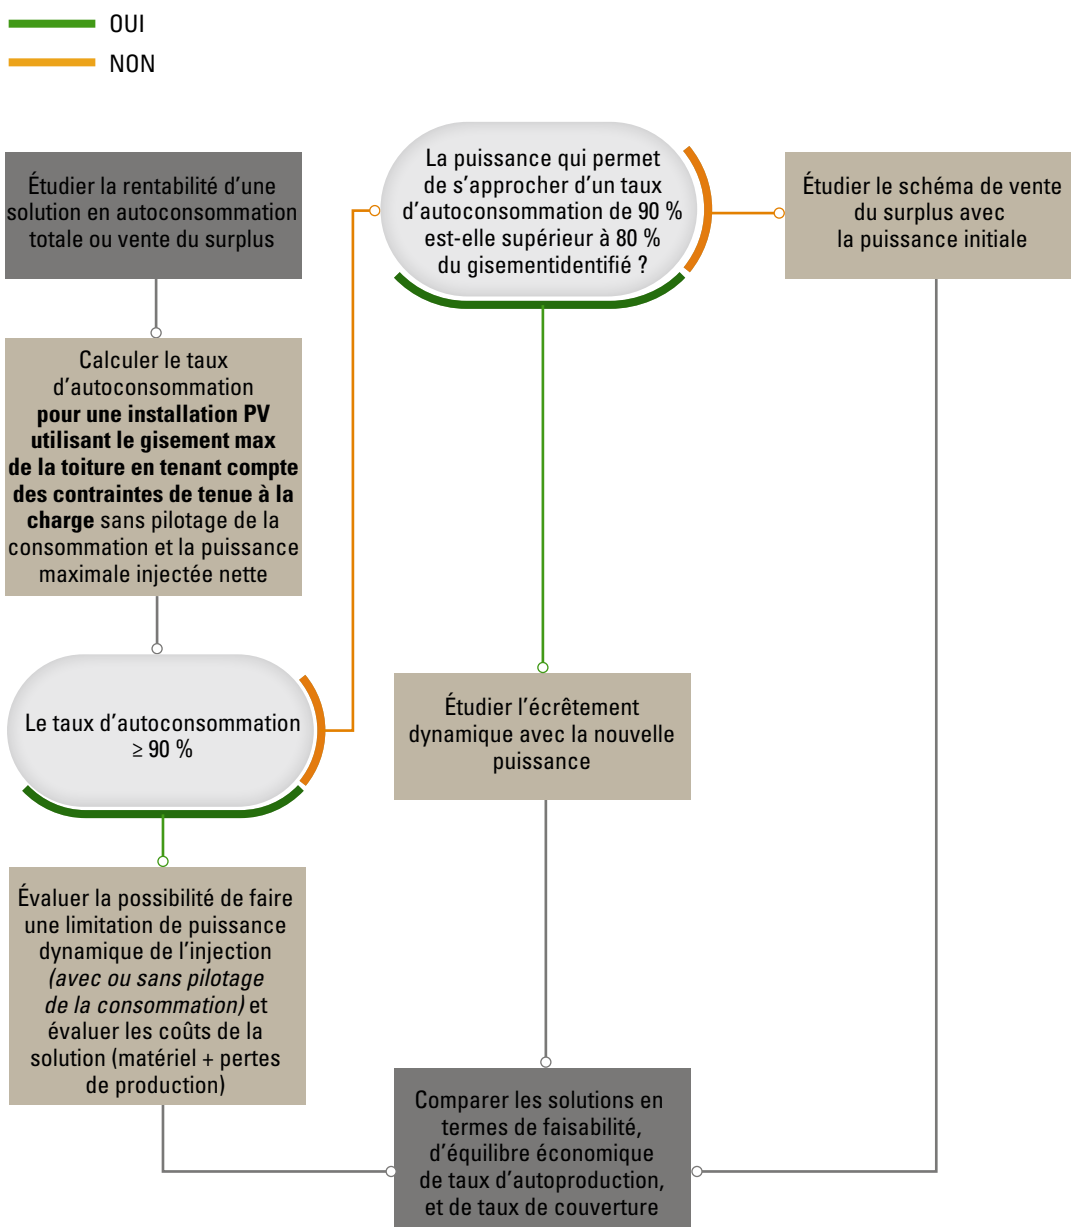 OUI
NON
Étudier la rentabilité d'une
solution en autoconsommation
totale ou vente du surplus
Calculer le taux
d'autoconsommation
pour une installation PV
utilisant le gisement max
de la toiture en tenant compte
des contraintes de tenue à la
charge sans pilotage de la
consommation et la puissance
maximale injectée nette
Le taux d'autoconsommation
≥ 90 %
Évaluer la possibilité de faire
une limitation de puissance
dynamique de l'injection
(avec ou sans pilotage
de la consommation) et
évaluer les coûts de la
solution (matériel + pertes
de production)
La puissance qui permet
de s'approcher d'un taux
d'autoconsommation de 90 %
est-elle supérieur à 80 %
du gisementidentifié ?
Étudier l'écrêtement
dynamique avec la nouvelle
puissance
Étudier le schéma de vente
du surplus avec
la puissance initiale
Comparer les solutions en
termes de faisabilité,
d'équilibre économique
de taux d'autoproduction,
et de taux de couverture